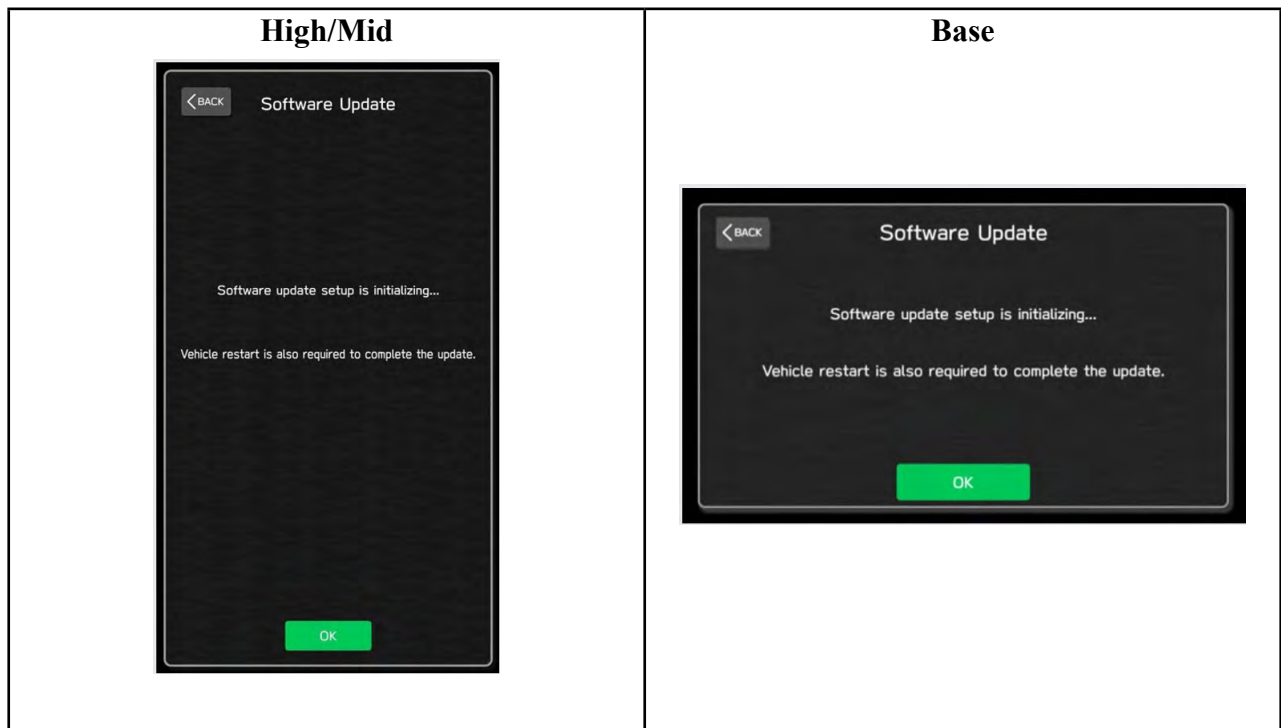 High/Mid
BACK
Software Update
Software update setup is initializing...
Vehicle restart is also required to complete the update.
OK
Base
BACK
Software Update
Software update setup is initializing...
Vehicle restart is also required to complete the update.
OK